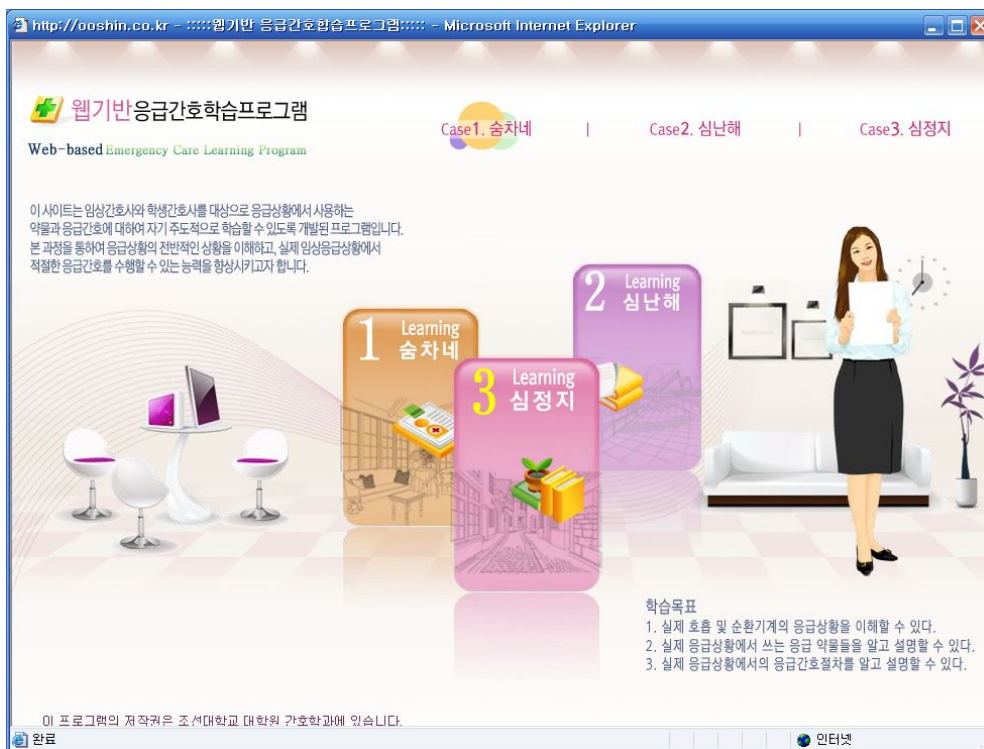 http://ooshin.co.kr - :::::웹기반 응급간호학습프로그램::::: - Microsoft Internet Explorer
웹기반응급간호학습프로그램
Web-based Emergency Care Learning Program
Case1. 숨차네 | Case2. 심난해 | Case3. 심정지
이 사이트는 임상간호사와 학생간호사를 대상으로 응급상황에서 사용하는
약물과 응급간호에 대하여 자기 주도적으로 학습할 수 있도록 개발된 프로그램입니다.
본 과정을 통하여 응급상황의 전반적인 상황을 이해하고, 실제 임상응급상황에서
적절한 응급간호를 수행할 수 있는 능력을 향상시키고자 합니다.
1 Learning
숨차네
2 Learning
심난해
3 Learning
심정지
학습목표
1. 실제 호흡 및 순환기계의 응급상황을 이해할 수 있다.
2. 실제 응급상황에서 쓰는 응급 약물들을 알고 설명할 수 있다.
3. 실제 응급상황에서의 응급간호절차를 알고 설명할 수 있다.
이 프로그램의 저작권은 조선대학교 대학원 간호학과에 있습니다.
완료
인터넷